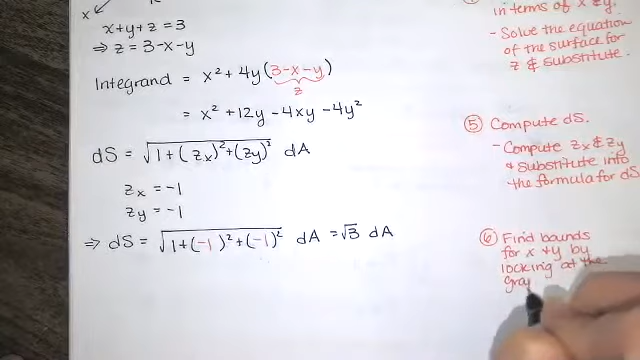 x
x+y+z = 3
⇒ z = 3-x-y
Integrand = x² + 4y(3-x-y)
z
= x² + 12y - 4xy - 4y²
dS = √1+(zx)²+(zy)² dA
zx = -1
zy = -1
⇒ dS = √1+(-1)²+(-1)² dA = √3 dA
in terms of x & y.
- Solve the equation
of the surface for
z & substitute.
⑤ Compute dS.
- Compute zx & zy
& substitute into
the formula for dS
⑥ Find bounds
for x & y by
looking at the
gray